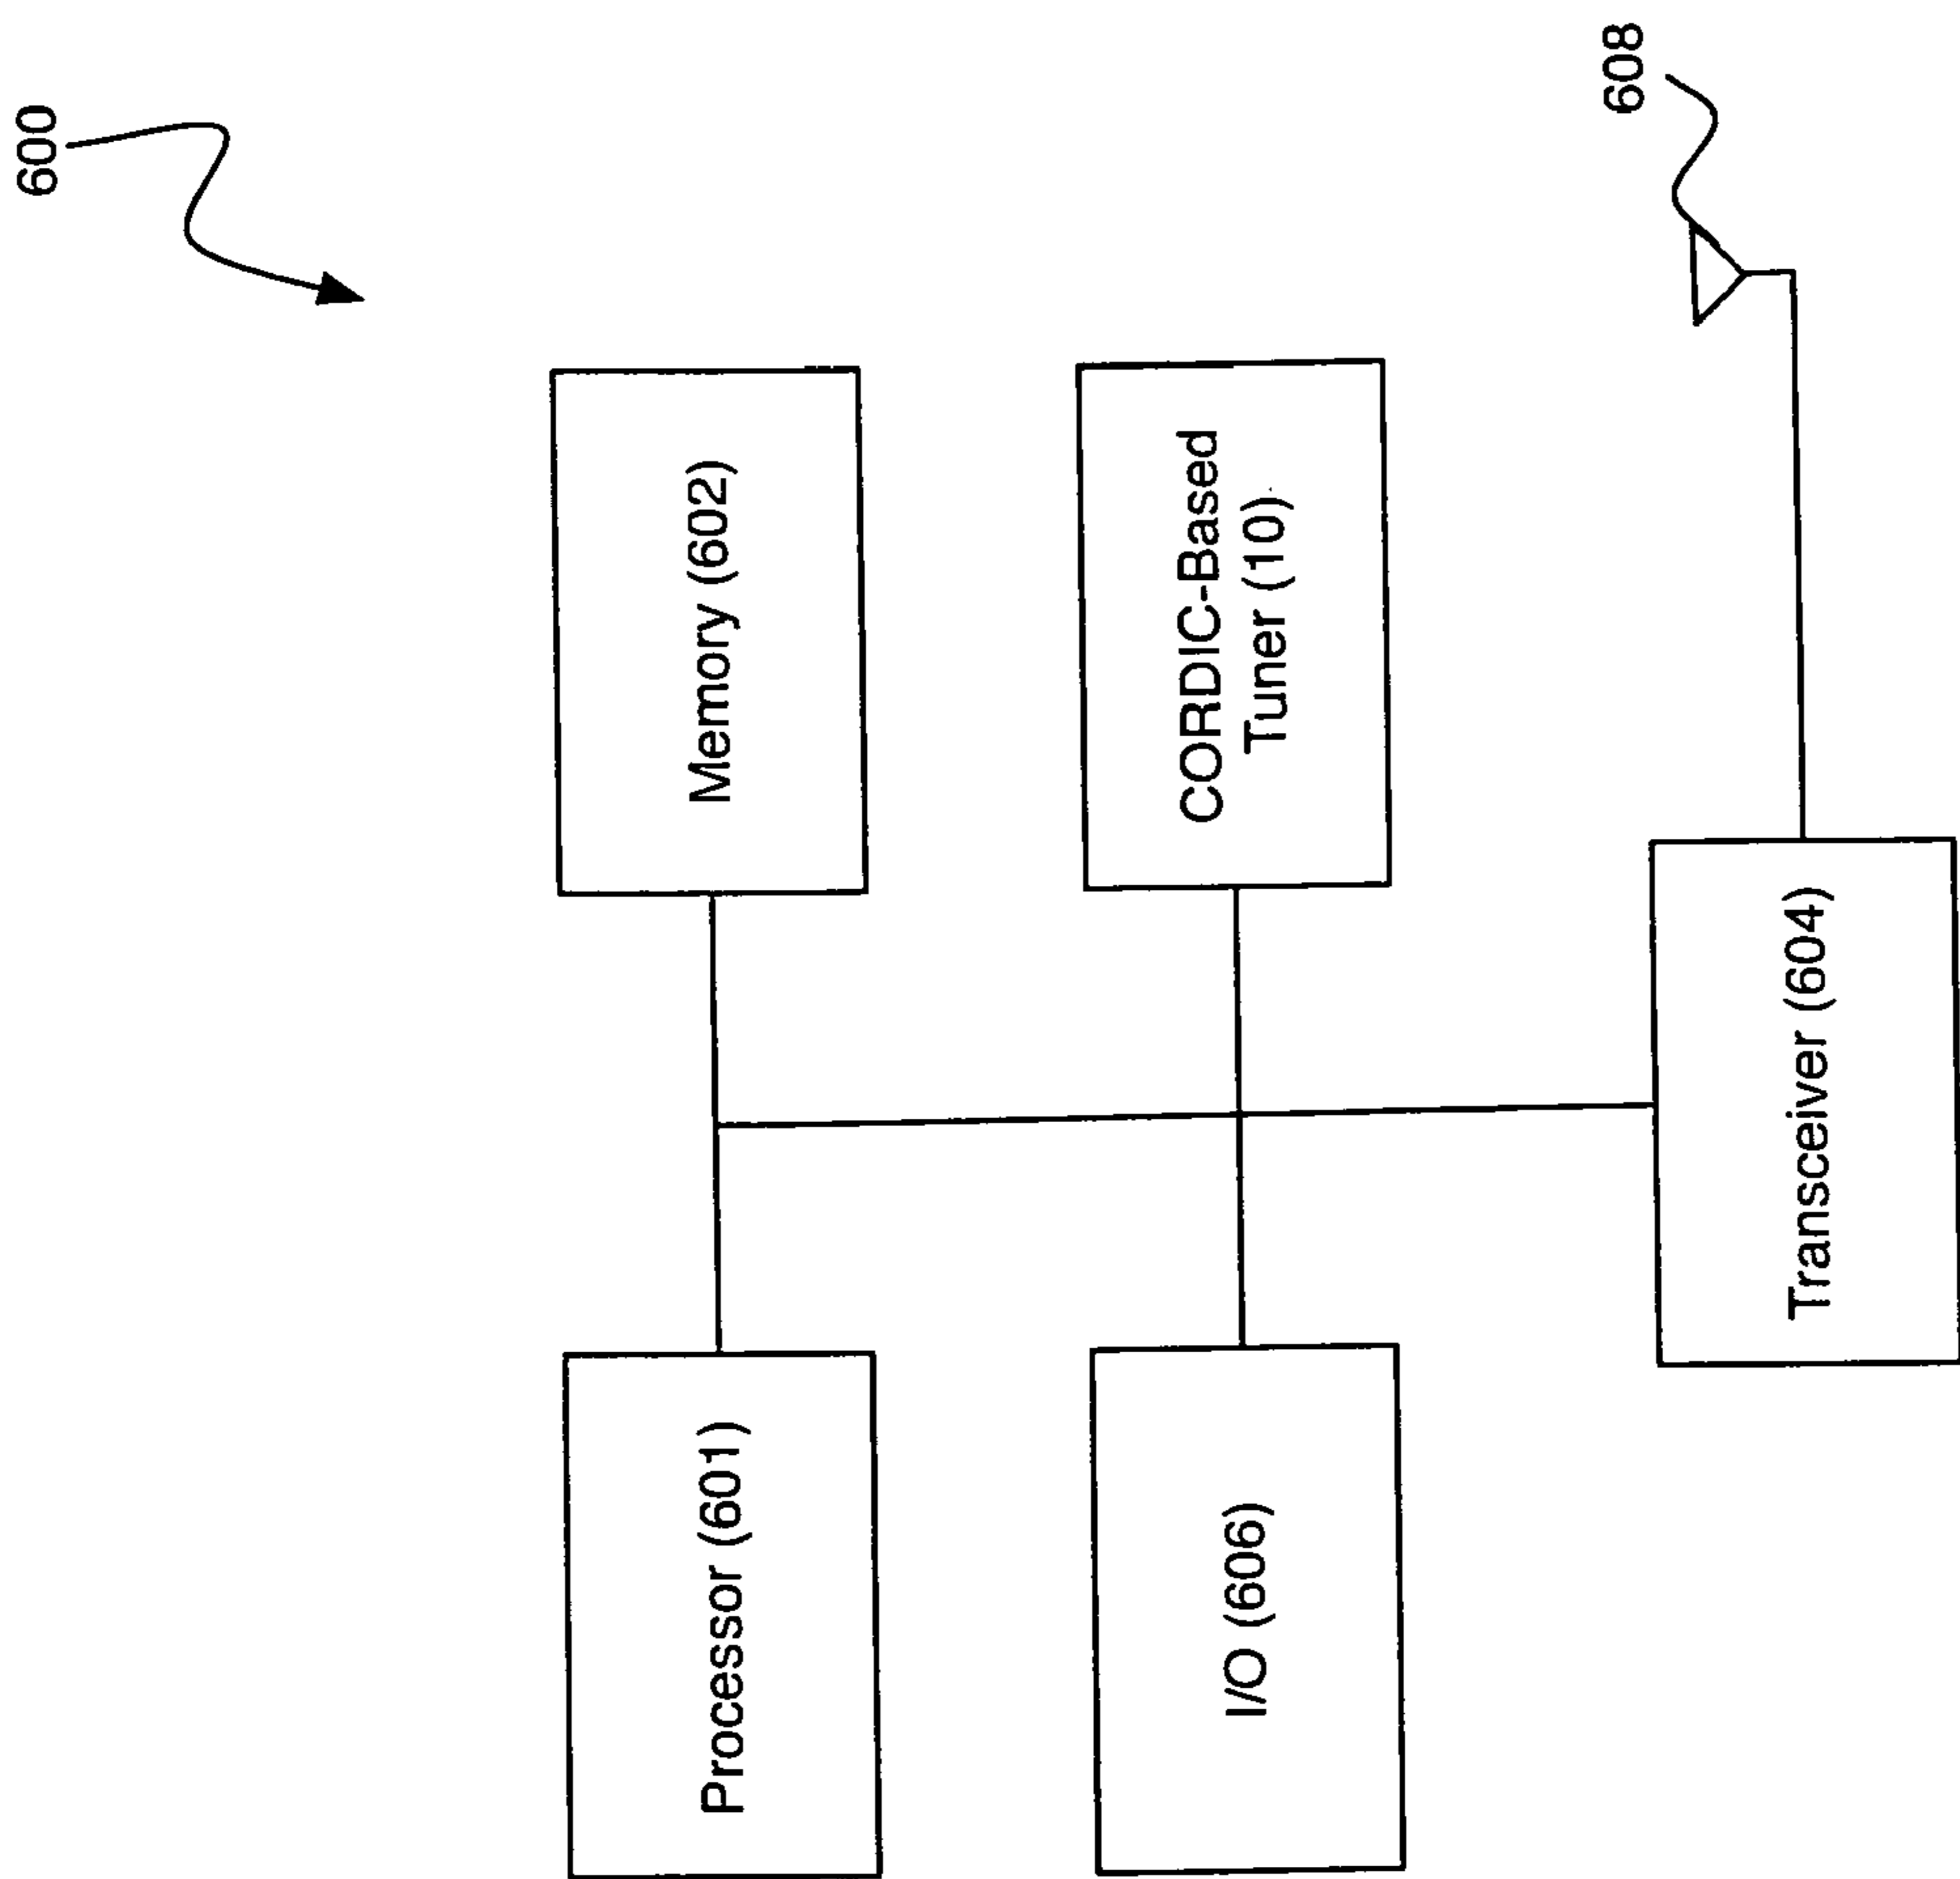 600
Processor (601)
Memory (602)
I/O (606)
CORDIC-Based
Tuner (10)
608
Transceiver (604)